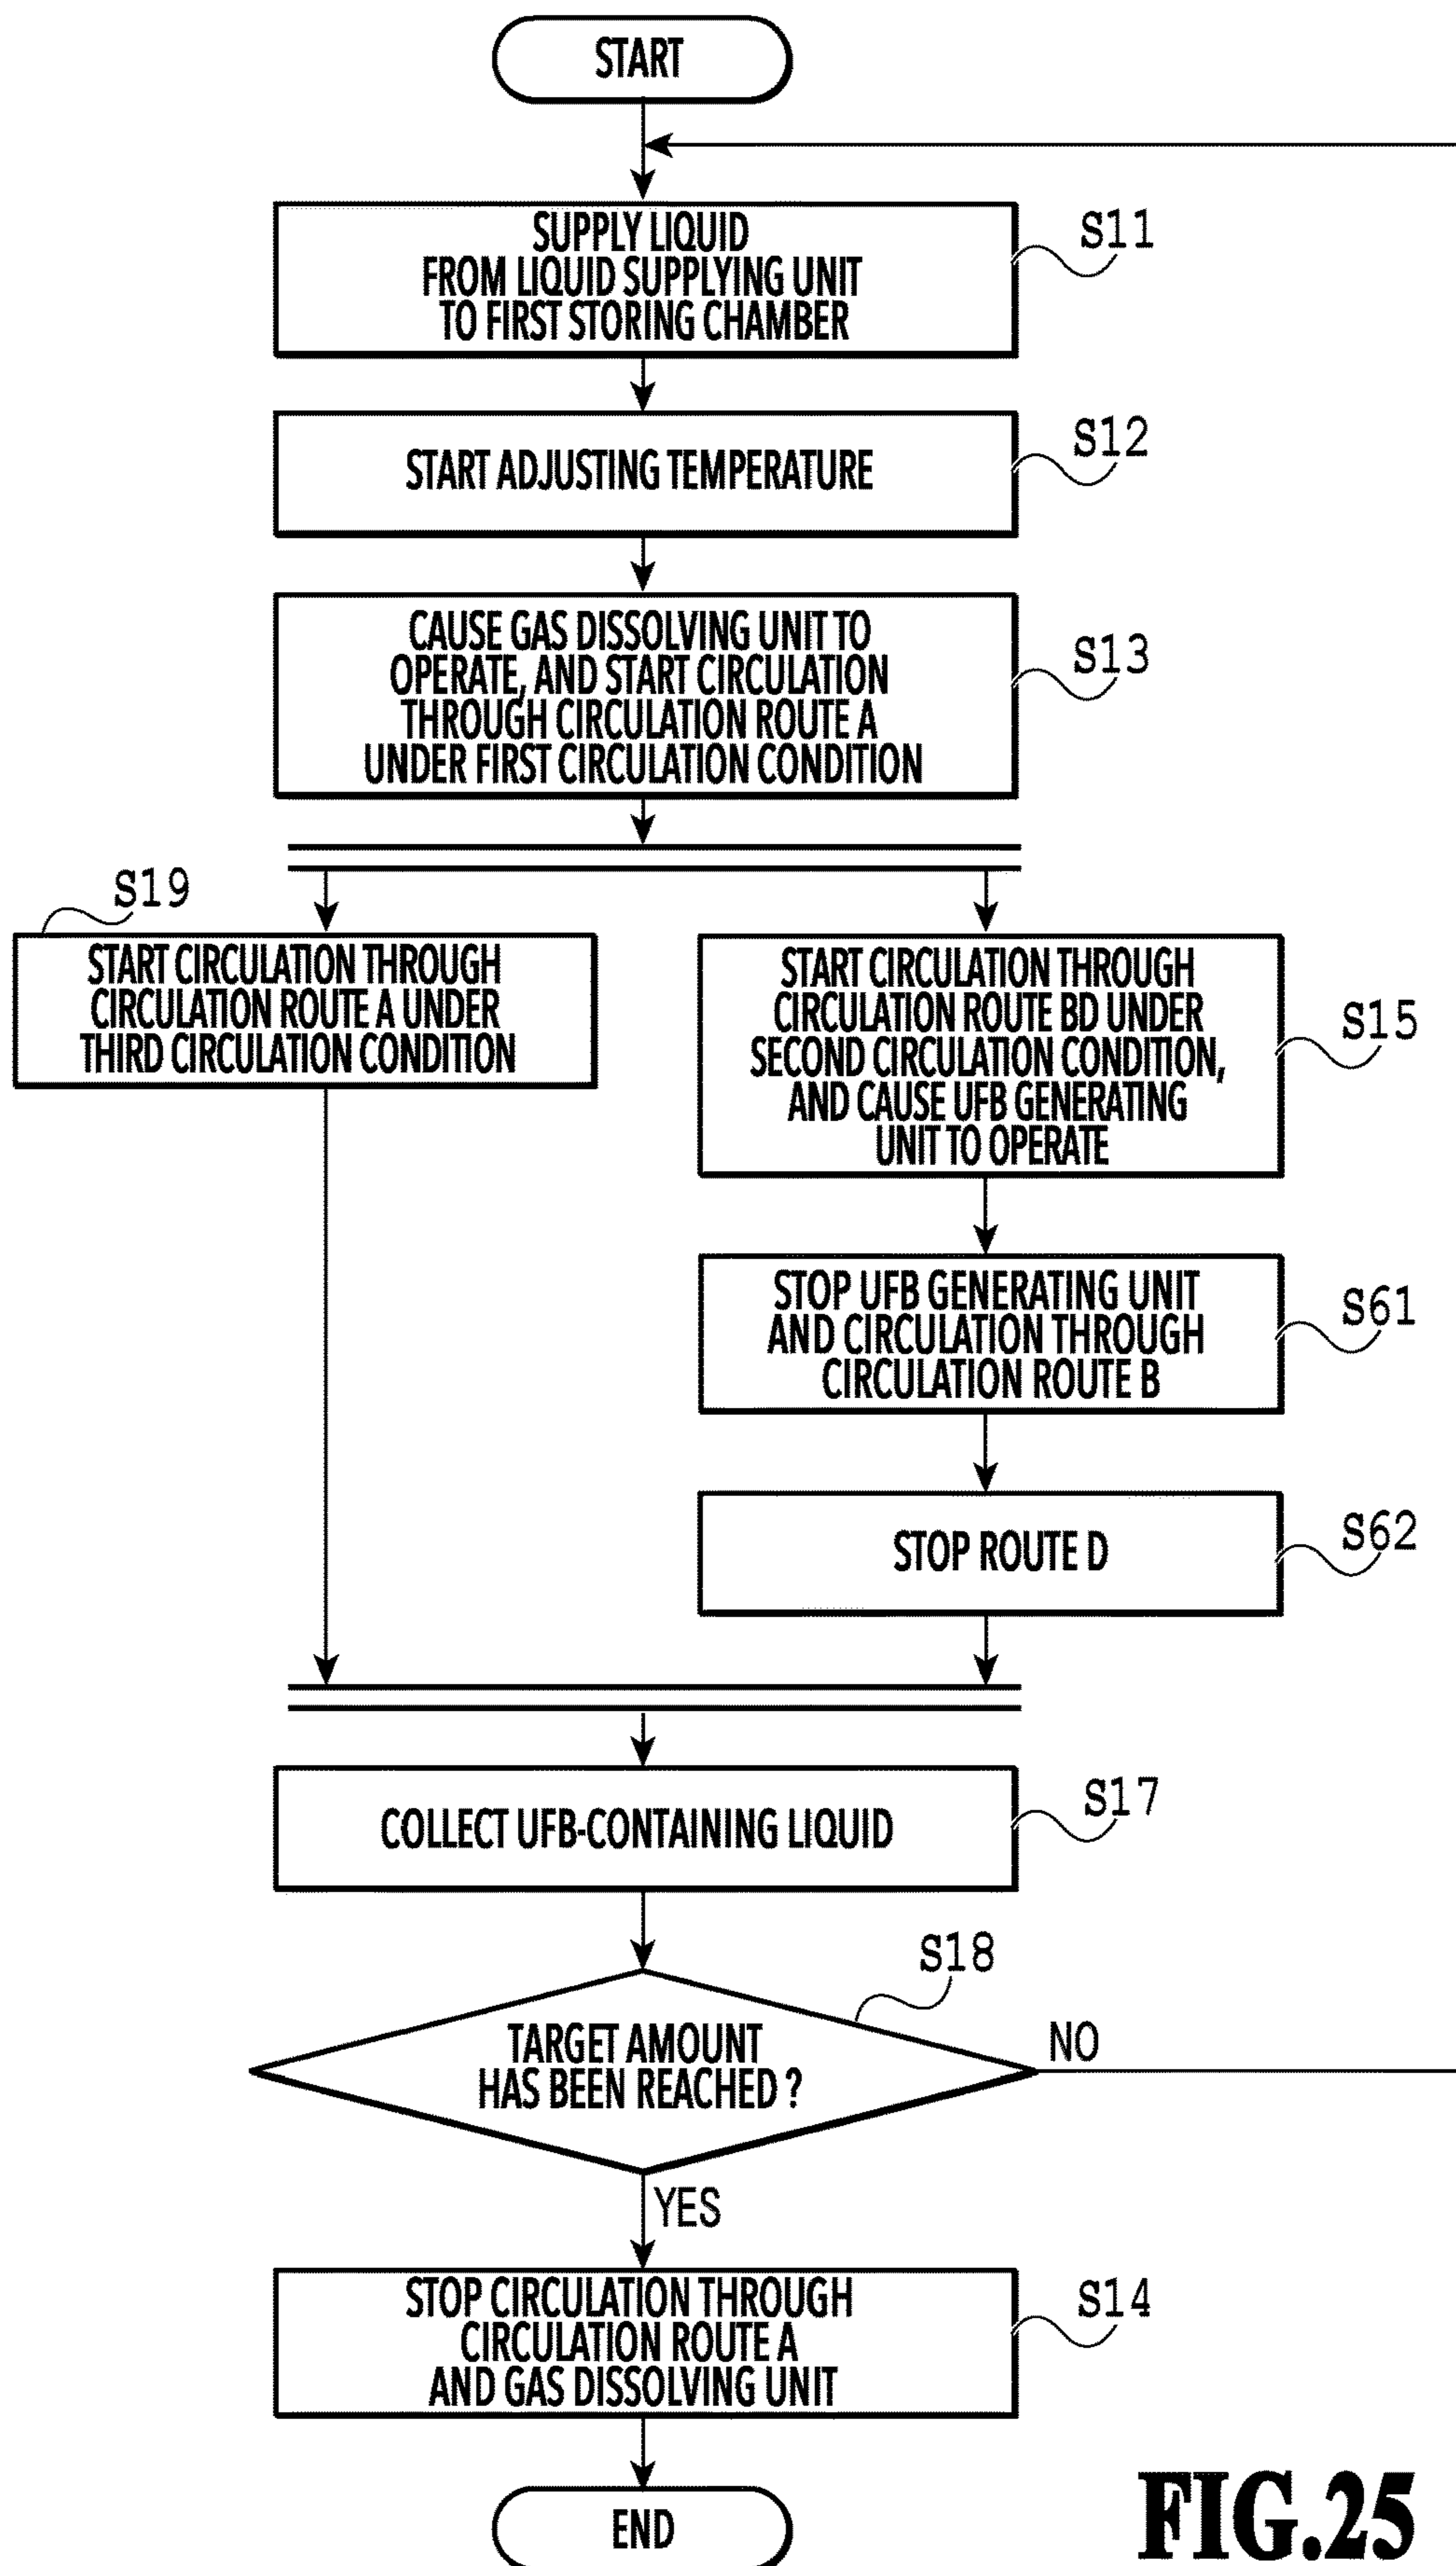 START
SUPPLY LIQUID
FROM LIQUID SUPPLYING UNIT
TO FIRST STORING CHAMBER
S11
START ADJUSTING TEMPERATURE
S12
CAUSE GAS DISSOLVING UNIT TO
OPERATE, AND START CIRCULATION
THROUGH CIRCULATION ROUTE A
UNDER FIRST CIRCULATION CONDITION
S13
S19
START CIRCULATION THROUGH
CIRCULATION ROUTE A UNDER
THIRD CIRCULATION CONDITION
START CIRCULATION THROUGH
CIRCULATION ROUTE BD UNDER
SECOND CIRCULATION CONDITION,
AND CAUSE UFB GENERATING
UNIT TO OPERATE
S15
STOP UFB GENERATING UNIT
AND CIRCULATION THROUGH
CIRCULATION ROUTE B
S61
STOP ROUTE D
S62
COLLECT UFB-CONTAINING LIQUID
S17
S18
TARGET AMOUNT
HAS BEEN REACHED ?
NO
YES
STOP CIRCULATION THROUGH
CIRCULATION ROUTE A
AND GAS DISSOLVING UNIT
S14
END
FIG.25